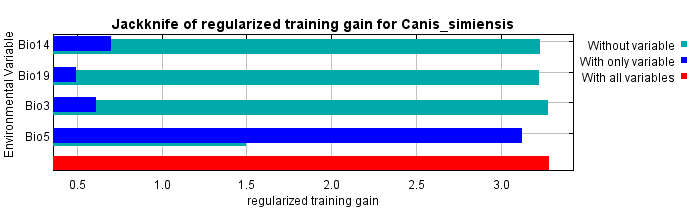 Jackknife of regularized training gain for Canis_simiensis
Environmental Variable
Bio14
Bio19
Bio3
Bio5
Without variable
With only variable
With all variables
0.5 1.0 1.5 2.0 2.5 3.0
regularized training gain